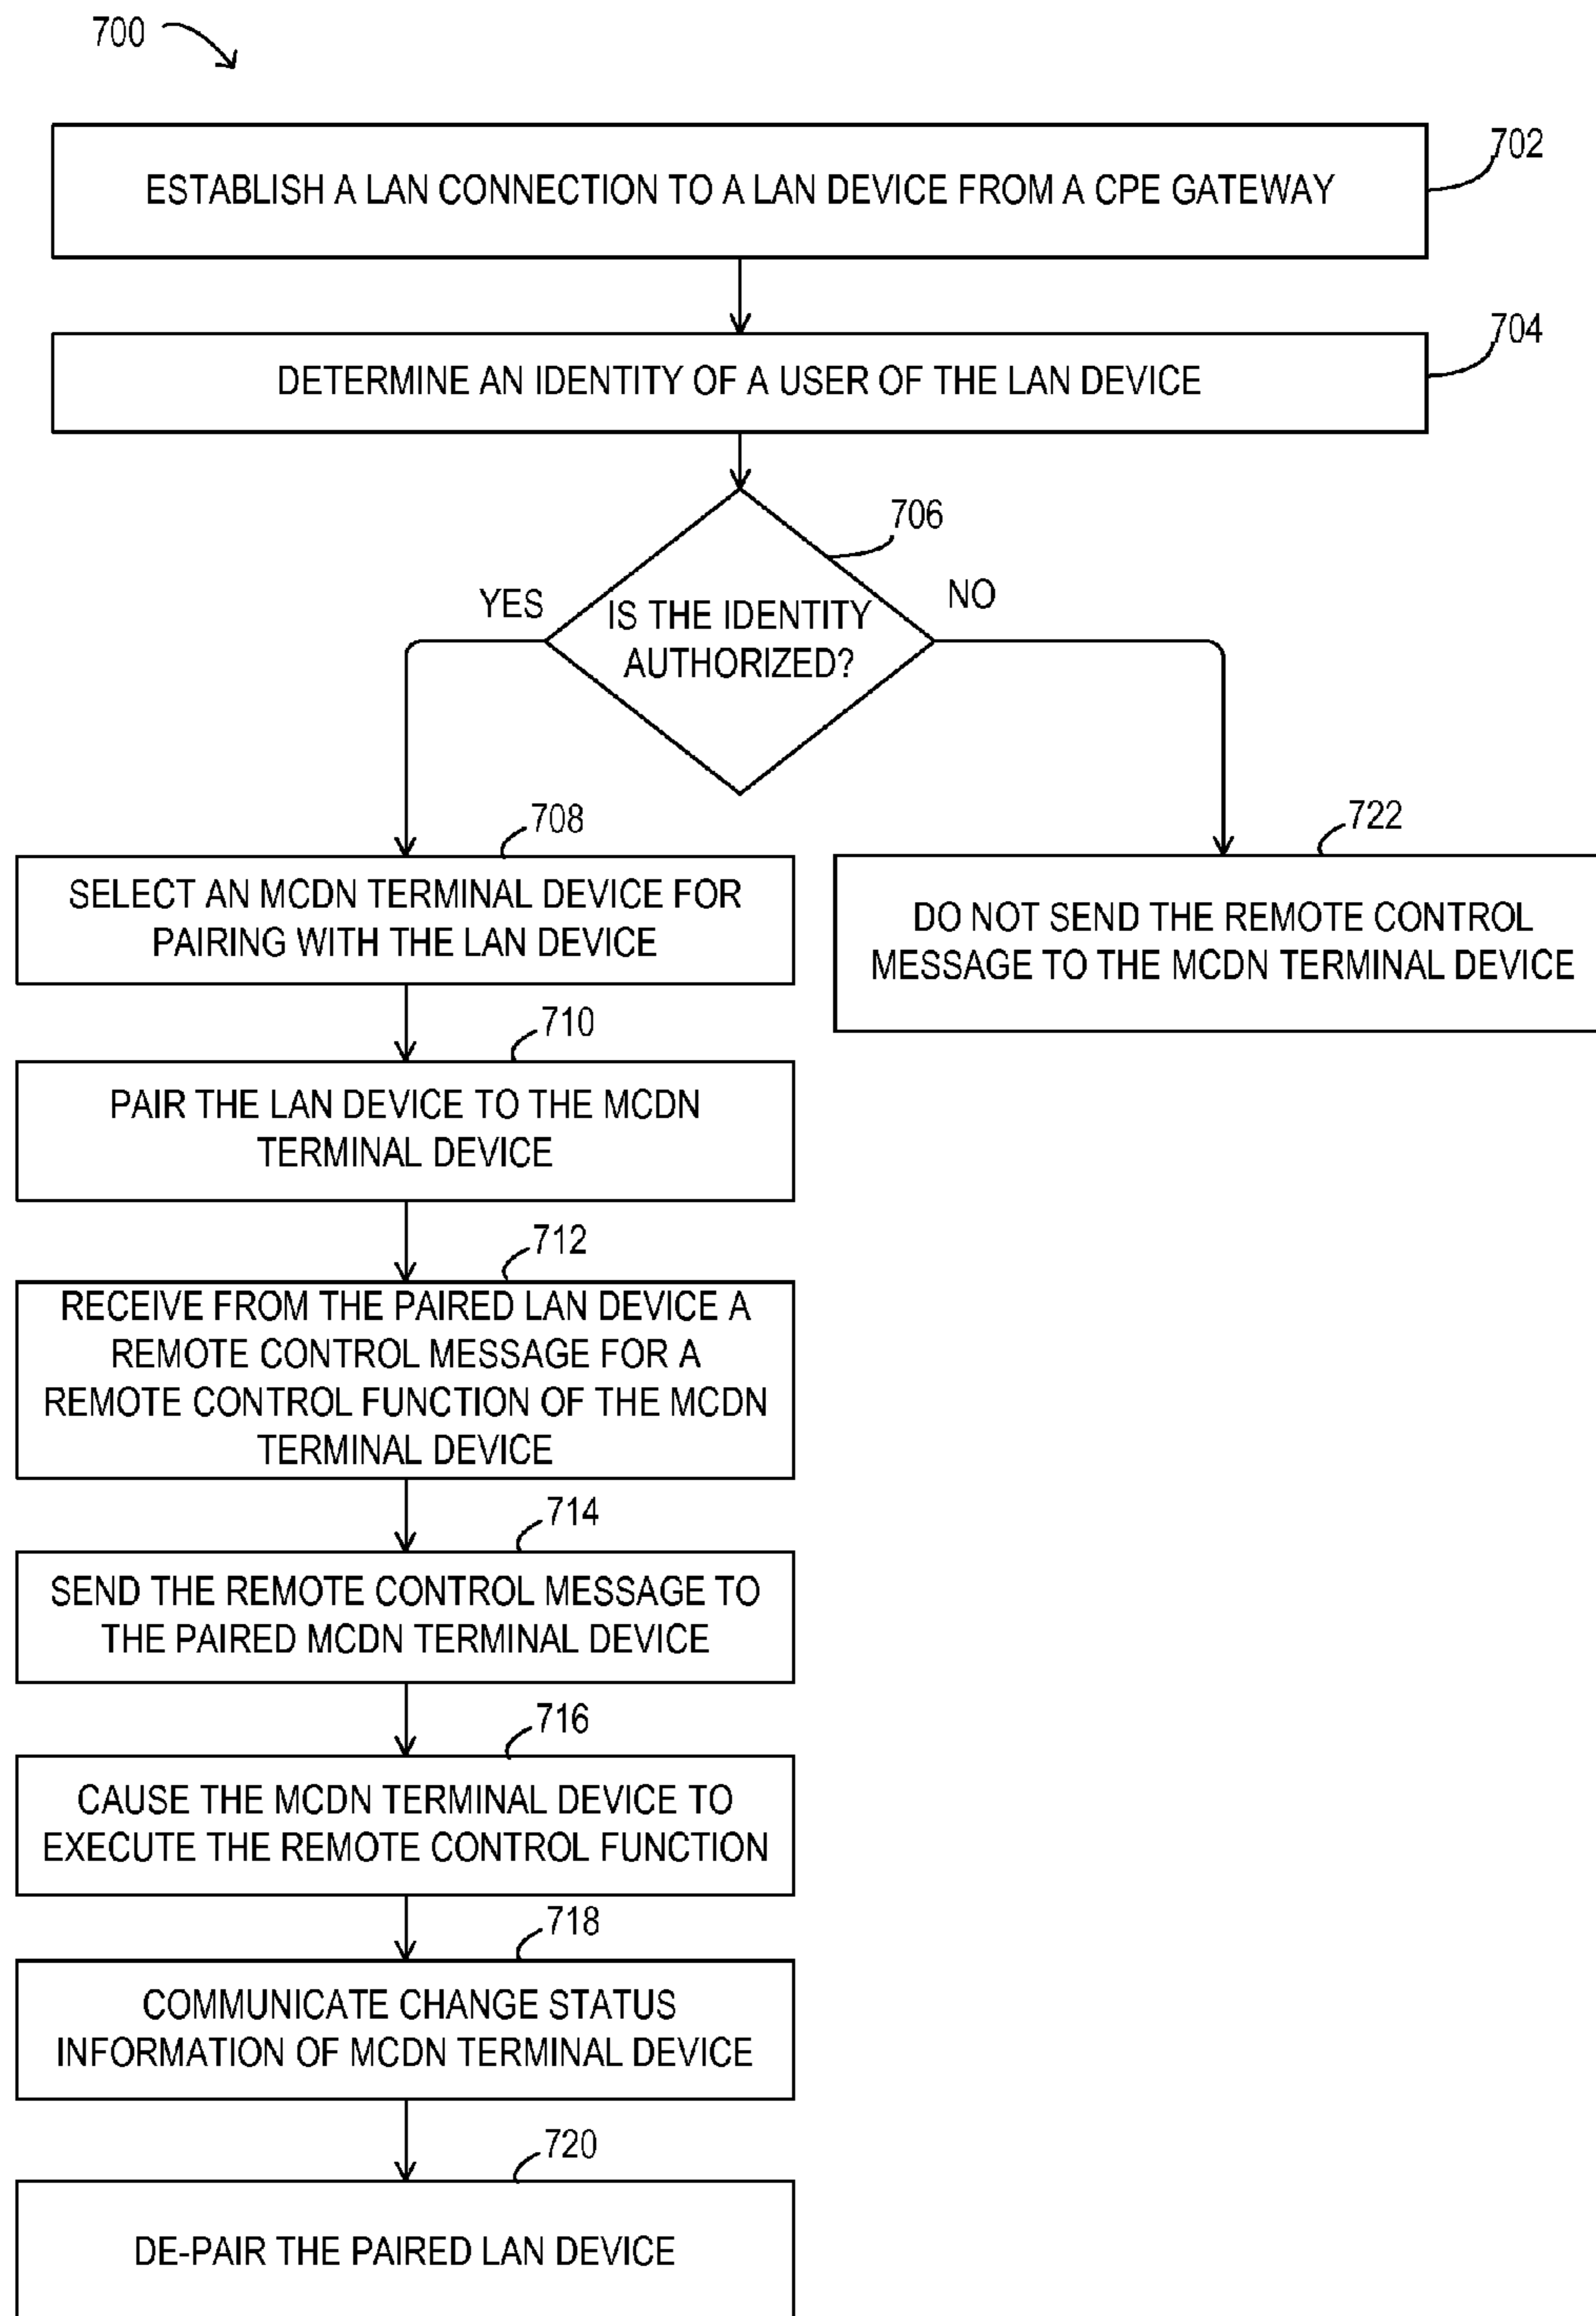 700
702
ESTABLISH A LAN CONNECTION TO A LAN DEVICE FROM A CPE GATEWAY
704
DETERMINE AN IDENTITY OF A USER OF THE LAN DEVICE
706
YES
NO
IS THE IDENTITY
AUTHORIZED?
708
SELECT AN MCDN TERMINAL DEVICE FOR
PAIRING WITH THE LAN DEVICE
722
DO NOT SEND THE REMOTE CONTROL
MESSAGE TO THE MCDN TERMINAL DEVICE
710
PAIR THE LAN DEVICE TO THE MCDN
TERMINAL DEVICE
712
RECEIVE FROM THE PAIRED LAN DEVICE A
REMOTE CONTROL MESSAGE FOR A
REMOTE CONTROL FUNCTION OF THE MCDN
TERMINAL DEVICE
714
SEND THE REMOTE CONTROL MESSAGE TO
THE PAIRED MCDN TERMINAL DEVICE
716
CAUSE THE MCDN TERMINAL DEVICE TO
EXECUTE THE REMOTE CONTROL FUNCTION
718
COMMUNICATE CHANGE STATUS
INFORMATION OF MCDN TERMINAL DEVICE
720
DE-PAIR THE PAIRED LAN DEVICE